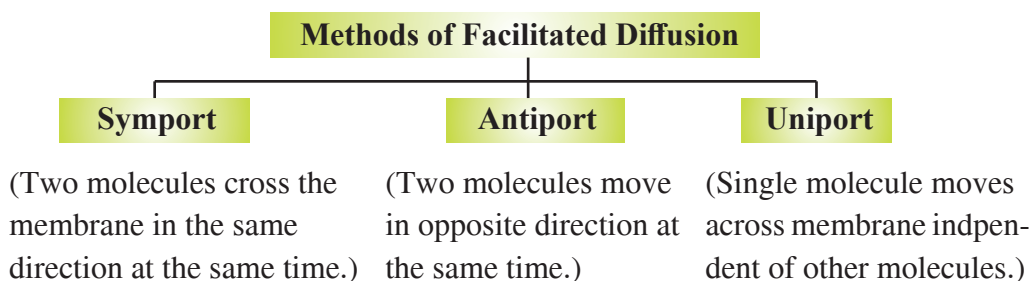 Methods of Facilitated Diffusion
Symport
Antiport
Uniport
(Two molecules cross the
membrane in the same
direction at the same time.)
(Two molecules move
in opposite direction at
the same time.)
(Single molecule moves
across membrane indpen-
dent of other molecules.)